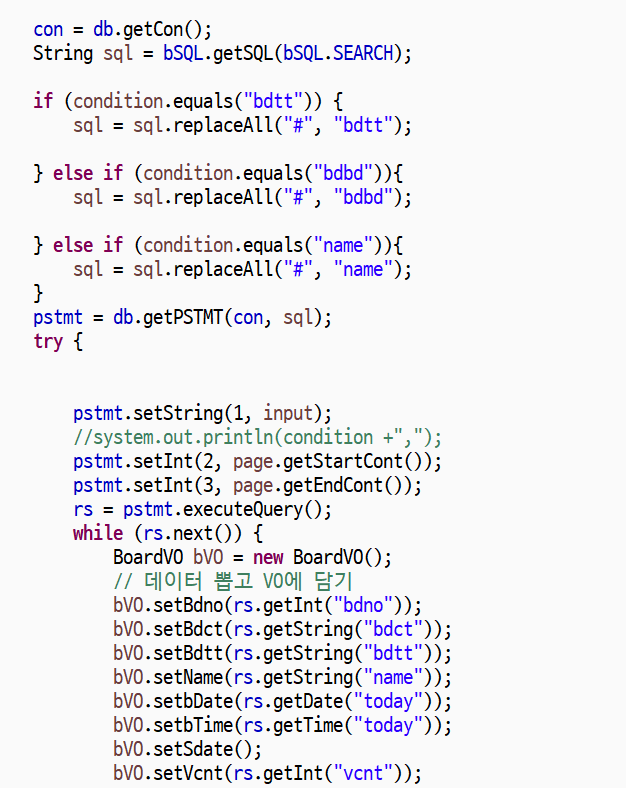 con = db.getCon();
String sql = bSQL.getSQL(bSQL.SEARCH);
if (condition.equals("bdtt")) {
sql = sql.replaceAll("#", "bdtt");
} else if (condition.equals("bdbd")){
sql = sql.replaceAll("#", "bdbd");
} else if (condition.equals("name")){
sql = sql.replaceAll("#", "name");
}
pstmt = db.getPSTMT(con, sql);
try {
pstmt.setString(1, input);
//system.out.println(condition +",");
pstmt.setInt(2, page.getStartCont());
pstmt.setInt(3, page.getEndCont());
rs = pstmt.executeQuery();
while (rs.next()) {
BoardVO bVO = new BoardVO();
// 데이터 뽑고 VO에 담기
bVO.setBdno(rs.getInt("bdno"));
bVO.setBdct(rs.getString("bdct"));
bVO.setBdtt(rs.getString("bdtt"));
bVO.setName(rs.getString("name"));
bVO.setbDate(rs.getDate("today"));
bVO.setbTime(rs.getTime("today"));
bVO.setSdate();
bVO.setVcnt(rs.getInt("vcnt"));